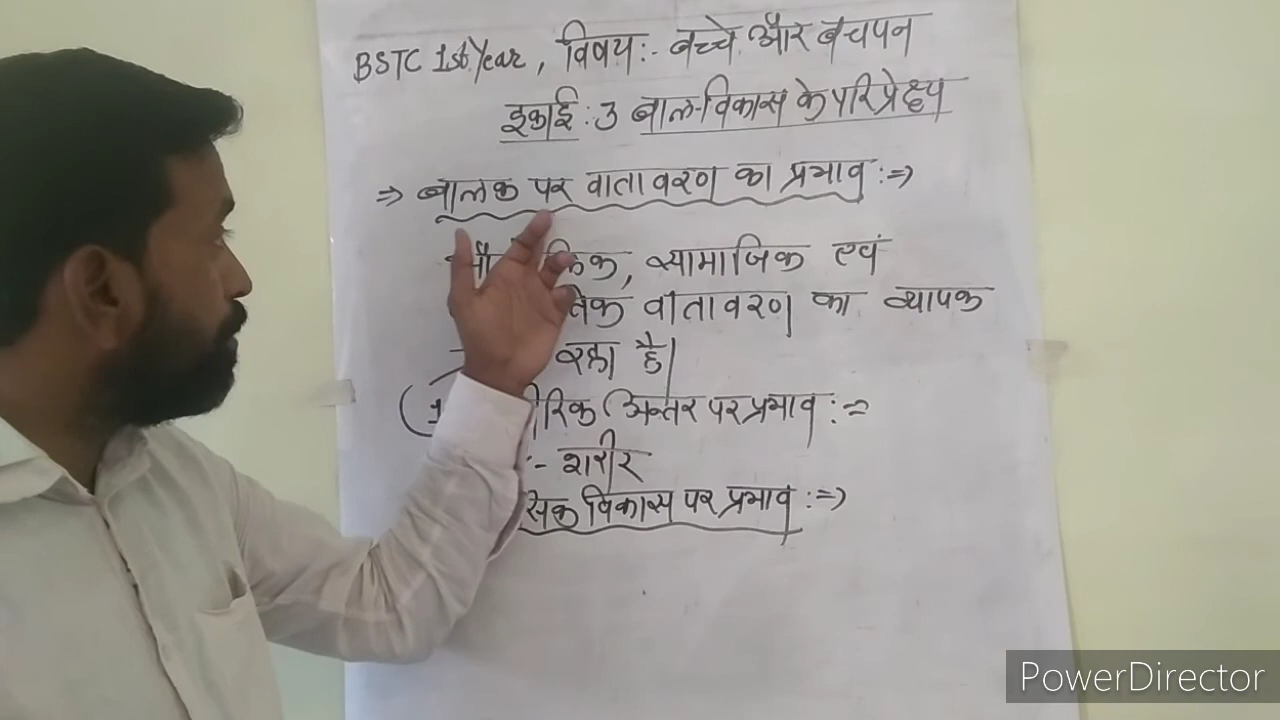 BSTC 1st Year, विषय:- बच्चे और बचपन
इकाई : 3 बाल-विकास के परिप्रेक्ष्य
⇒ बालक पर वातावरण का प्रभाव :⇒
सामाजिक एवं
वातावरण का व्यापक
रहा है।
अन्तर पर प्रभाव :=
:- शरीर
विकास पर प्रभाव :⇒
PowerDirector